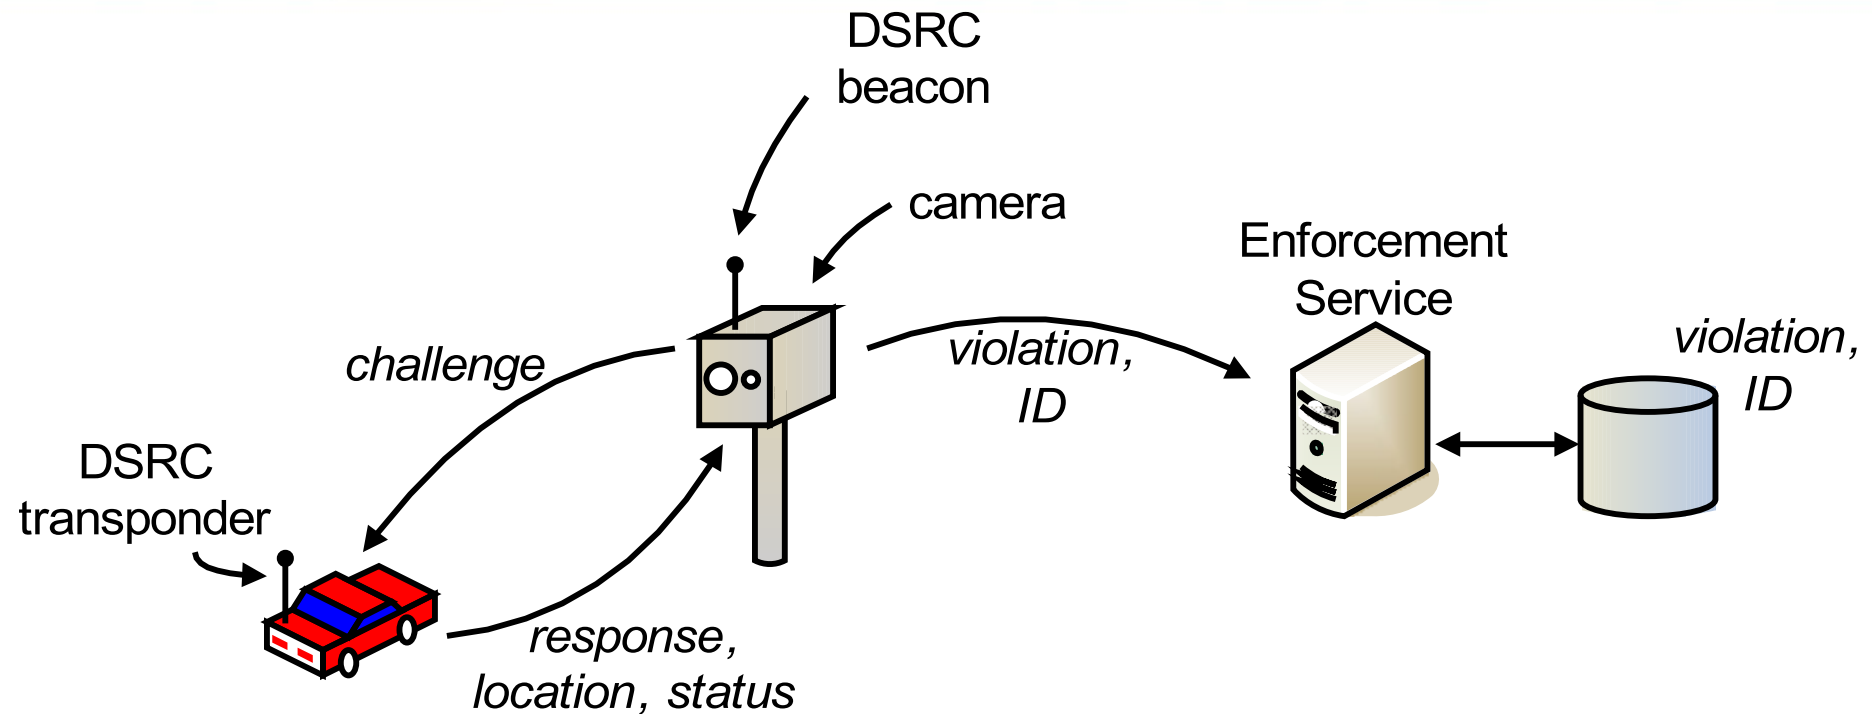 DSRC
beacon
camera
Enforcement
Service
violation,
ID
challenge
violation,
ID
DSRC
transponder
response,
location, status